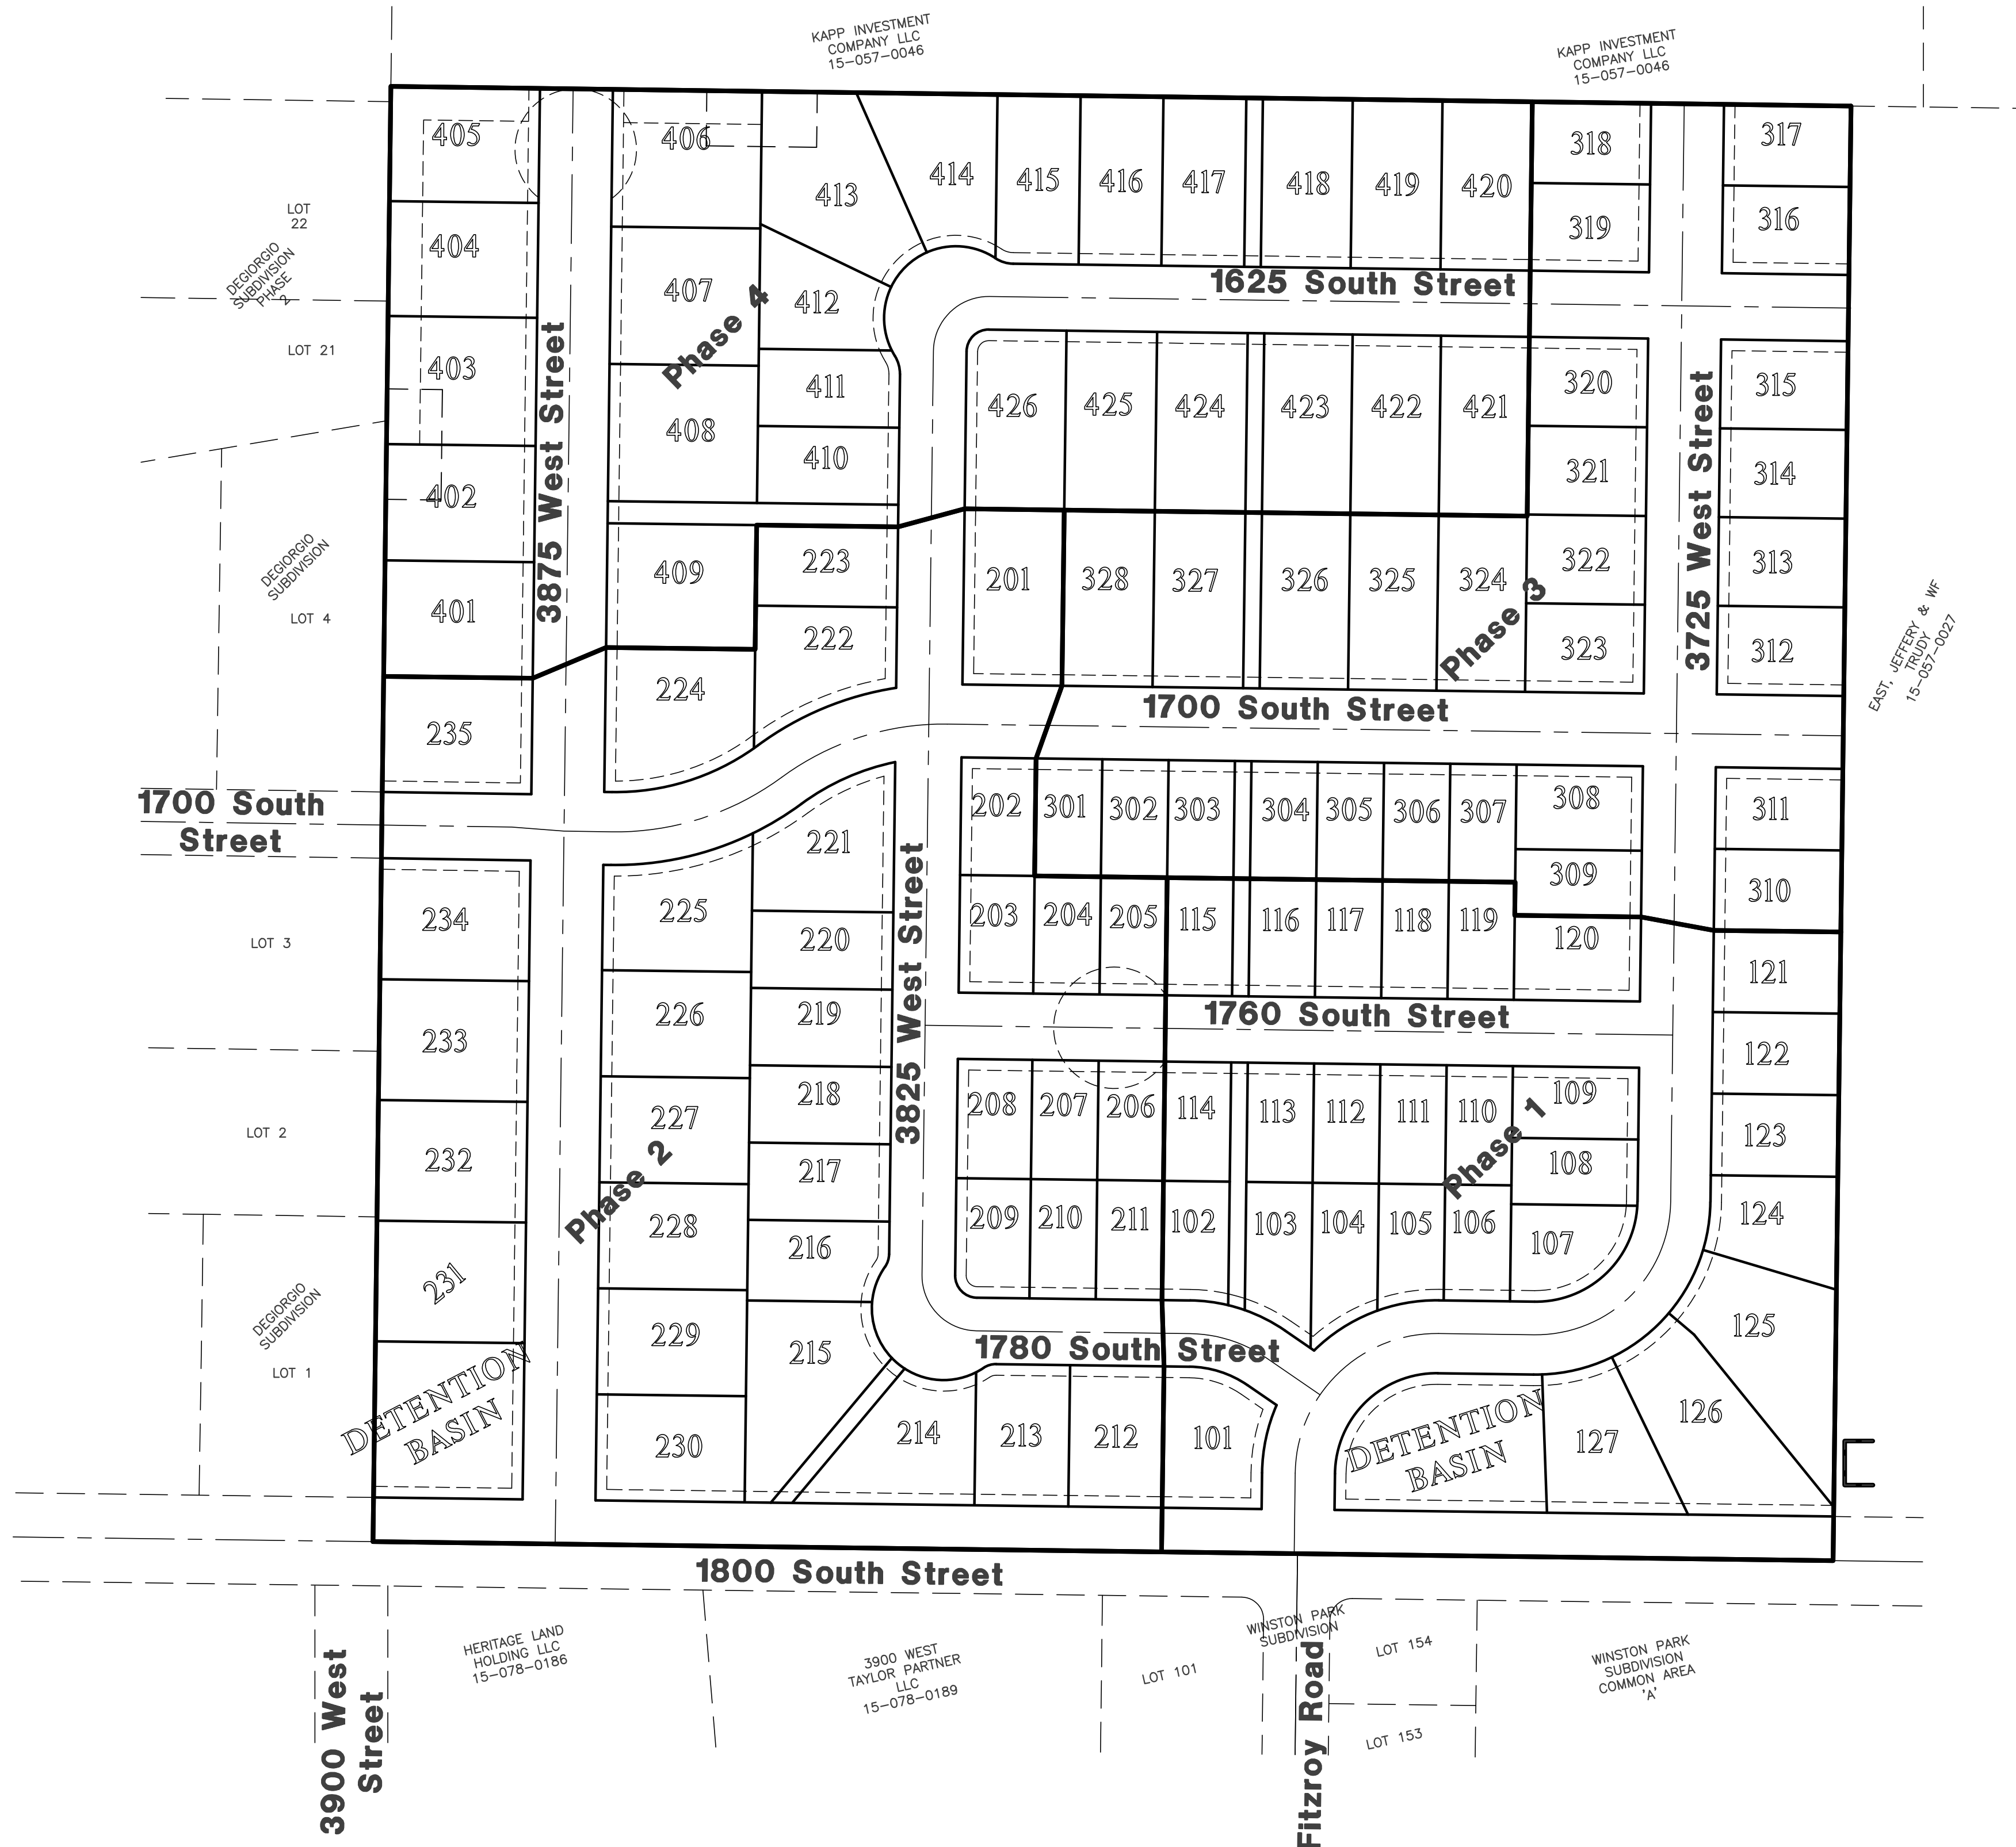 KAPP INVESTMENT
COMPANY LLC
15-057-0046
KAPP INVESTMENT
COMPANY LLC
15-057-0046
405
406
413
414
415
416
417
418
419
420
318
317
319
316
LOT
22
404
DEGIORGIO
SUBDIVISION
PHASE
2
407
Phase 4
412
1625 South Street
LOT 21
403
3875 West Street
408
411
410
426
425
424
423
422
421
320
321
3725 West Street
315
314
402
DEGIORGIO
SUBDIVISION
LOT 4
401
409
223
222
201
328
327
326
325
324
Phase 3
322
323
313
312
EAST, JEFFERY & WF
TRUDY
15-057-0027
235
224
1700 South Street
1700 South
Street
221
202
301
302
303
304
305
306
307
308
309
311
310
LOT 3
234
225
220
3825 West Street
203
204
205
115
116
117
118
119
120
121
233
226
219
1760 South Street
122
LOT 2
232
227
218
Phase 2
217
208
207
206
114
113
112
111
110
Phase 1
109
108
123
124
231
228
216
209
210
211
102
103
104
105
106
107
DEGIORGIO
SUBDIVISION
LOT 1
229
215
1780 South Street
125
DETENTION
BASIN
230
214
213
212
101
DETENTION
BASIN
127
126
1800 South Street
3900 West
Street
HERITAGE LAND
HOLDING LLC
15-078-0186
3900 WEST
TAYLOR PARTNER
LLC
15-078-0189
LOT 101
WINSTON PARK
SUBDIVISION
Fitzroy Road
LOT 154
LOT 153
WINSTON PARK
SUBDIVISION
COMMON AREA
'A'